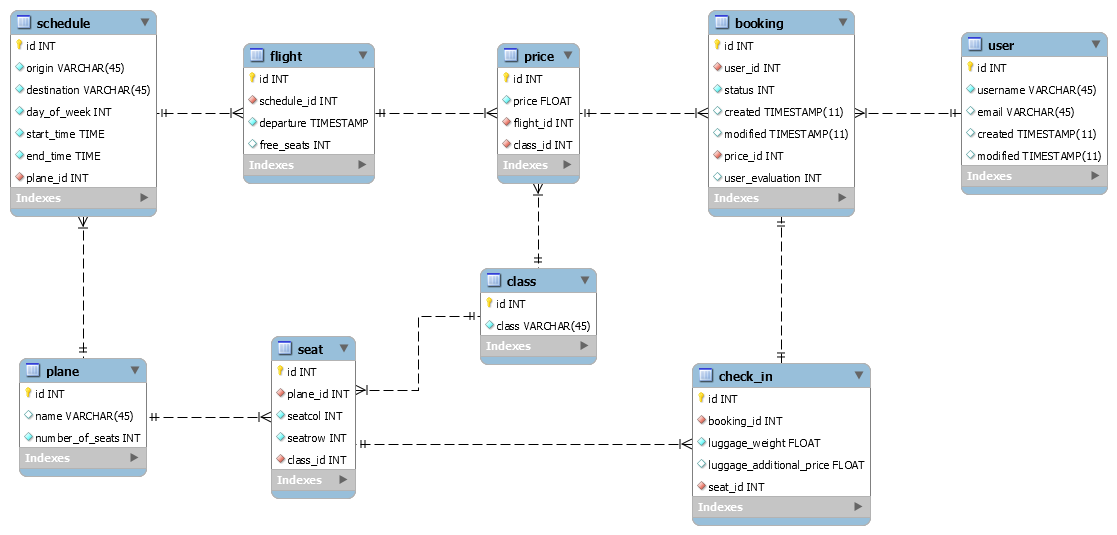 schedule
id INT
origin VARCHAR(45)
destination VARCHAR(45)
day_of_week INT
start_time TIME
end_time TIME
plane_id INT
Indexes
flight
id INT
schedule_id INT
departure TIMESTAMP
free_seats INT
Indexes
price
id INT
price FLOAT
flight_id INT
class_id INT
Indexes
booking
id INT
user_id INT
status INT
created TIMESTAMP(11)
modified TIMESTAMP(11)
price_id INT
user_evaluation INT
Indexes
user
id INT
username VARCHAR(45)
email VARCHAR(45)
created TIMESTAMP(11)
modified TIMESTAMP(11)
Indexes
class
id INT
class VARCHAR(45)
Indexes
plane
id INT
name VARCHAR(45)
number_of_seats INT
Indexes
seat
id INT
plane_id INT
seatcol INT
seatrow INT
class_id INT
Indexes
check_in
id INT
booking_id INT
luggage_weight FLOAT
luggage_additional_price FLOAT
seat_id INT
Indexes